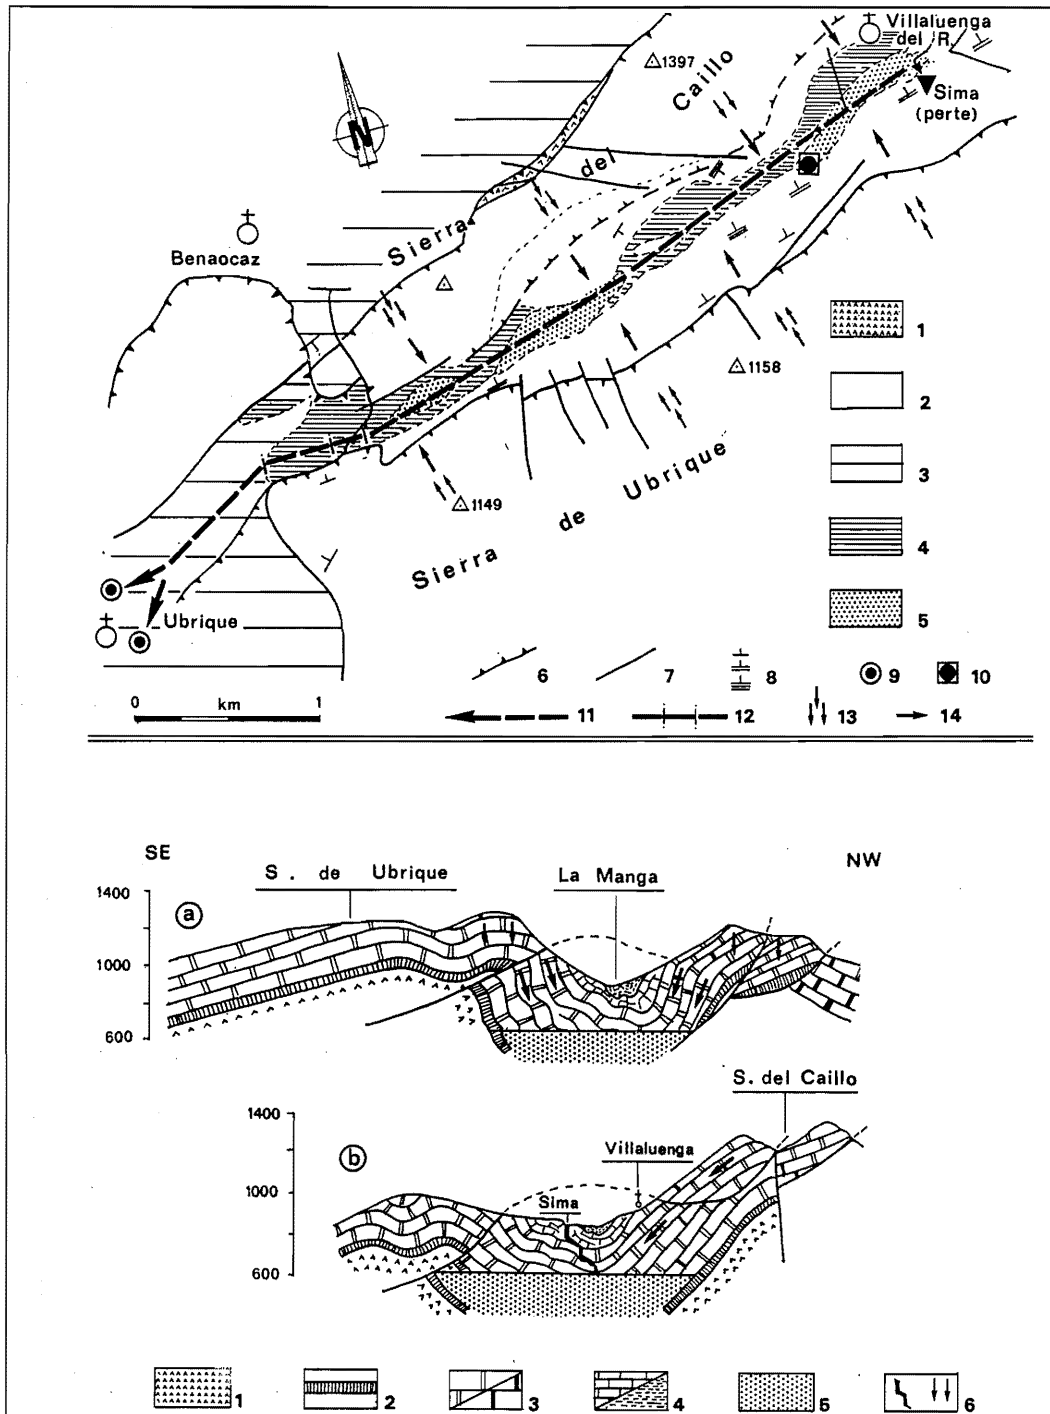 Villaluenga
del R.
1397
Caillo
Sima
(perte)
N
del
Sierra
Benaocaz
1
1158
2
Ubrique
3
1149
de
4
Sierra
5
Ubrique
6
7
8
9
10
0
km
1
11
12
13
14
SE
NW
S. de Ubrique
La Manga
1400
a
1000
600
S. del Caillo
1400
b
Villaluenga
1000
Sima
600
1
2
3
4
5
6